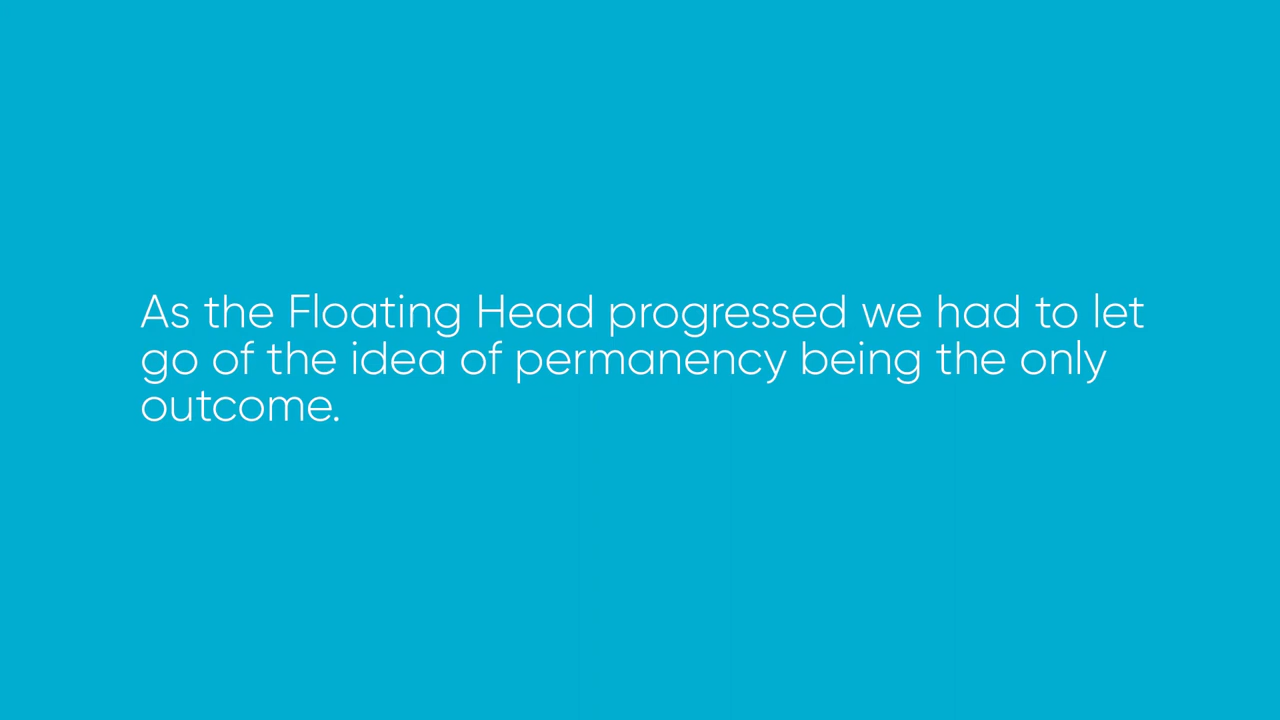 As the Floating Head progressed we had to let
go of the idea of permanency being the only
outcome.